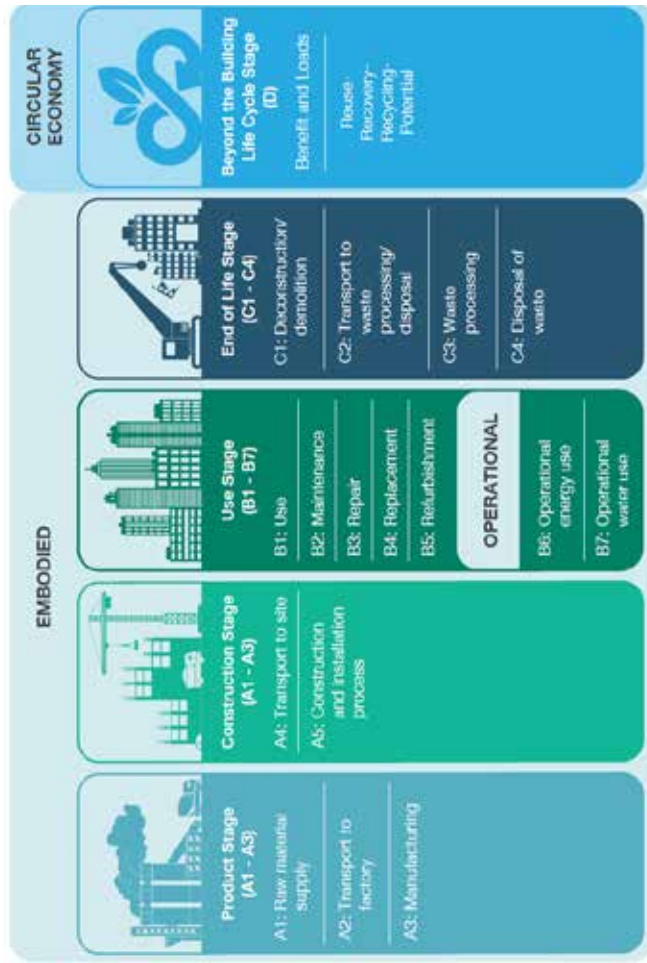 EMBODIED
CIRCULAR
ECONOMY
Product Stage
(A1 - A3)
A1: Raw material
supply
A2: Transport to
factory
A3: Manufacturing
Construction Stage
(A1 - A3)
A4: Transport to site
A5: Construction
and installation
process
Use Stage
(B1 - B7)
B1: Use
B2: Maintenance
B3: Repair
B4: Replacement
B5: Refurbishment
OPERATIONAL
B6: Operational
energy use
B7: Operational
water use
End of Life Stage
(C1 - C4)
C1: Deconstruction/
demolition
C2: Transport to
waste
processing/
disposal
C3: Waste
processing
C4: Disposal of
waste
Beyond the Building
Life Cycle Stage
(D)
Benefit and Loads
Reuse-
Recovery-
Recycling-
Potential